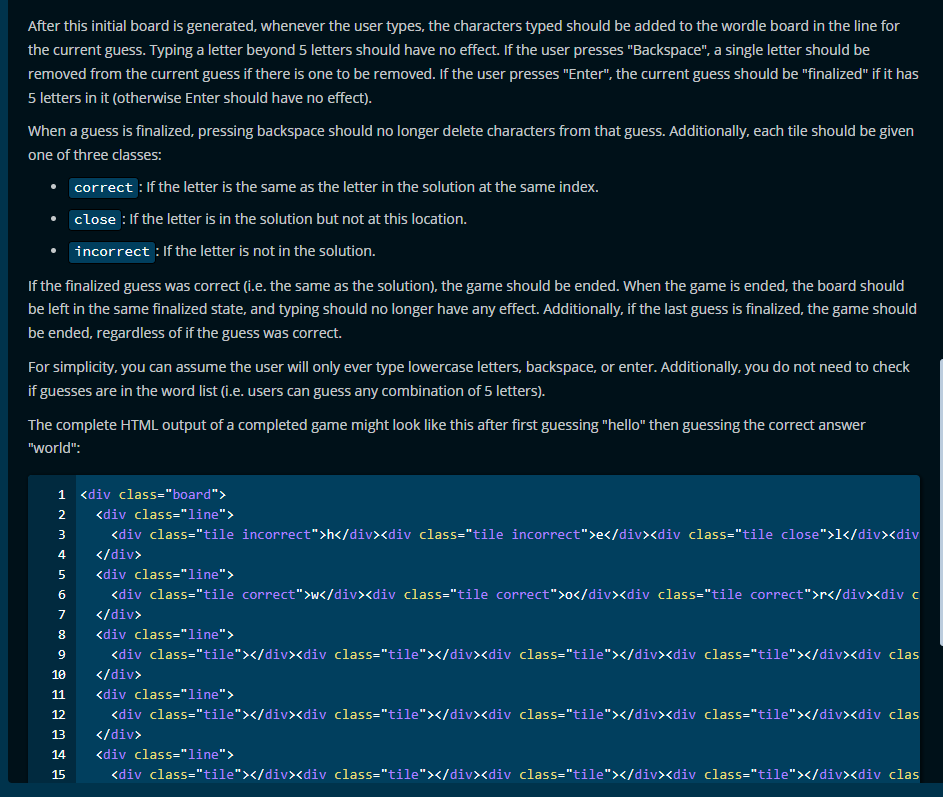 After this initial board is generated, whenever the user types, the characters typed should be added to the wordle board in the line for
the current guess. Typing a letter beyond 5 letters should have no effect. If the user presses "Backspace", a single letter should be
removed from the current guess if there is one to be removed. If the user presses "Enter", the current guess should be "finalized" if it has
5 letters in it (otherwise Enter should have no effect).
When a guess is finalized, pressing backspace should no longer delete characters from that guess. Additionally, each tile should be given
one of three classes:
• correct: If the letter is the same as the letter in the solution at the same index.
• close: If the letter is in the solution but not at this location.
• incorrect: If the letter is not in the solution.
If the finalized guess was correct (i.e. the same as the solution), the game should be ended. When the game is ended, the board should
be left in the same finalized state, and typing should no longer have any effect. Additionally, if the last guess is finalized, the game should
be ended, regardless of if the guess was correct.
For simplicity, you can assume the user will only ever type lowercase letters, backspace, or enter. Additionally, you do not need to check
if guesses are in the word list (i.e. users can guess any combination of 5 letters).
The complete HTML output of a completed game might look like this after first guessing "hello" then guessing the correct answer
"world":
1 <div class="board">
2 <div class="line">
3 <div class="tile incorrect">h</div><div class="tile incorrect">e</div><div class="tile close">l</div><div
4 </div>
5 <div class="line">
6 <div class="tile correct">w</div><div class="tile correct">o</div><div class="tile correct">r</div><div c
7 </div>
8 <div class="line">
9 <div class="tile"></div><div class="tile"></div><div class="tile"></div><div class="tile"></div><div clas
10 </div>
11 <div class="line">
12 <div class="tile"></div><div class="tile"></div><div class="tile"></div><div class="tile"></div><div clas
13 </div>
14 <div class="line">
15 <div class="tile"></div><div class="tile"></div><div class="tile"></div><div class="tile"></div><div clas